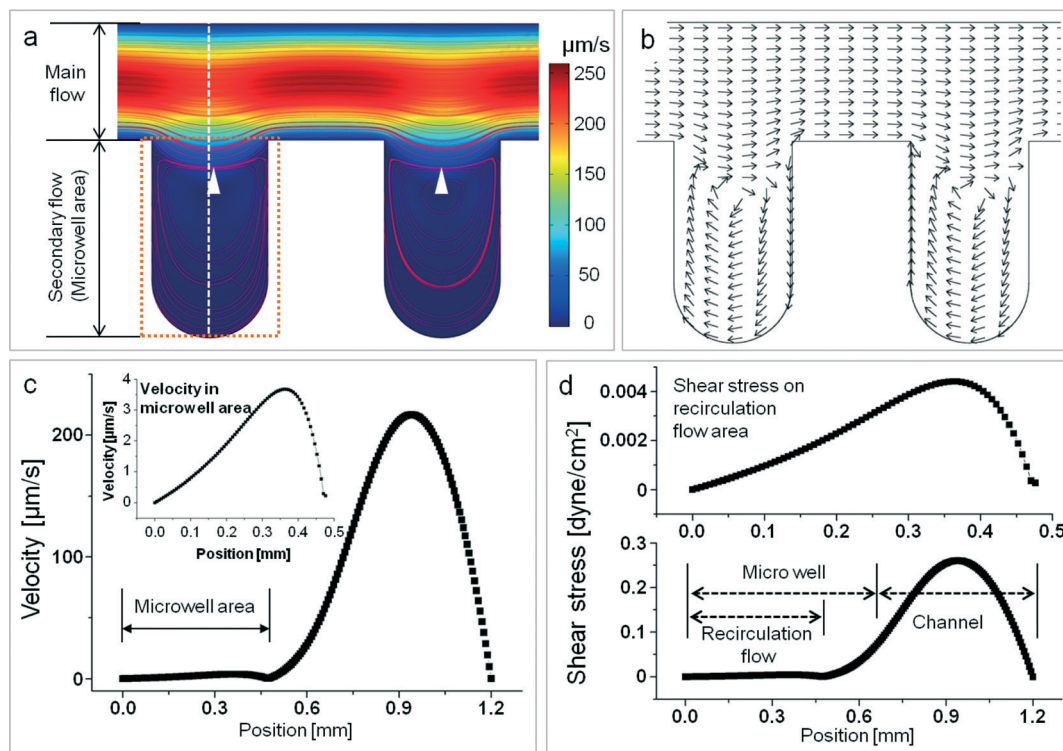 a
Main
flow
Secondary flow
(Microwell area)
µm/s
250
200
150
100
50
0
b
c
Velocity [µm/s]
200
100
0
Velocity in
microwell area
Velocity[µm/s]
4
3
2
1
0
0.0 0.1 0.2 0.3 0.4 0.5
Position[mm]
Microwell area
0.0 0.3 0.6 0.9 1.2
Position[mm]
d
Shear stress [dyne/cm²]
0.004
0.002
0
Shear stress on
recirculation
flow area
0.0 0.1 0.2 0.3 0.4 0.5
0.3
0.2
0.1
0
Micro well
Channel
Recirculation
flow
0.0 0.3 0.6 0.9 1.2
Position [mm]